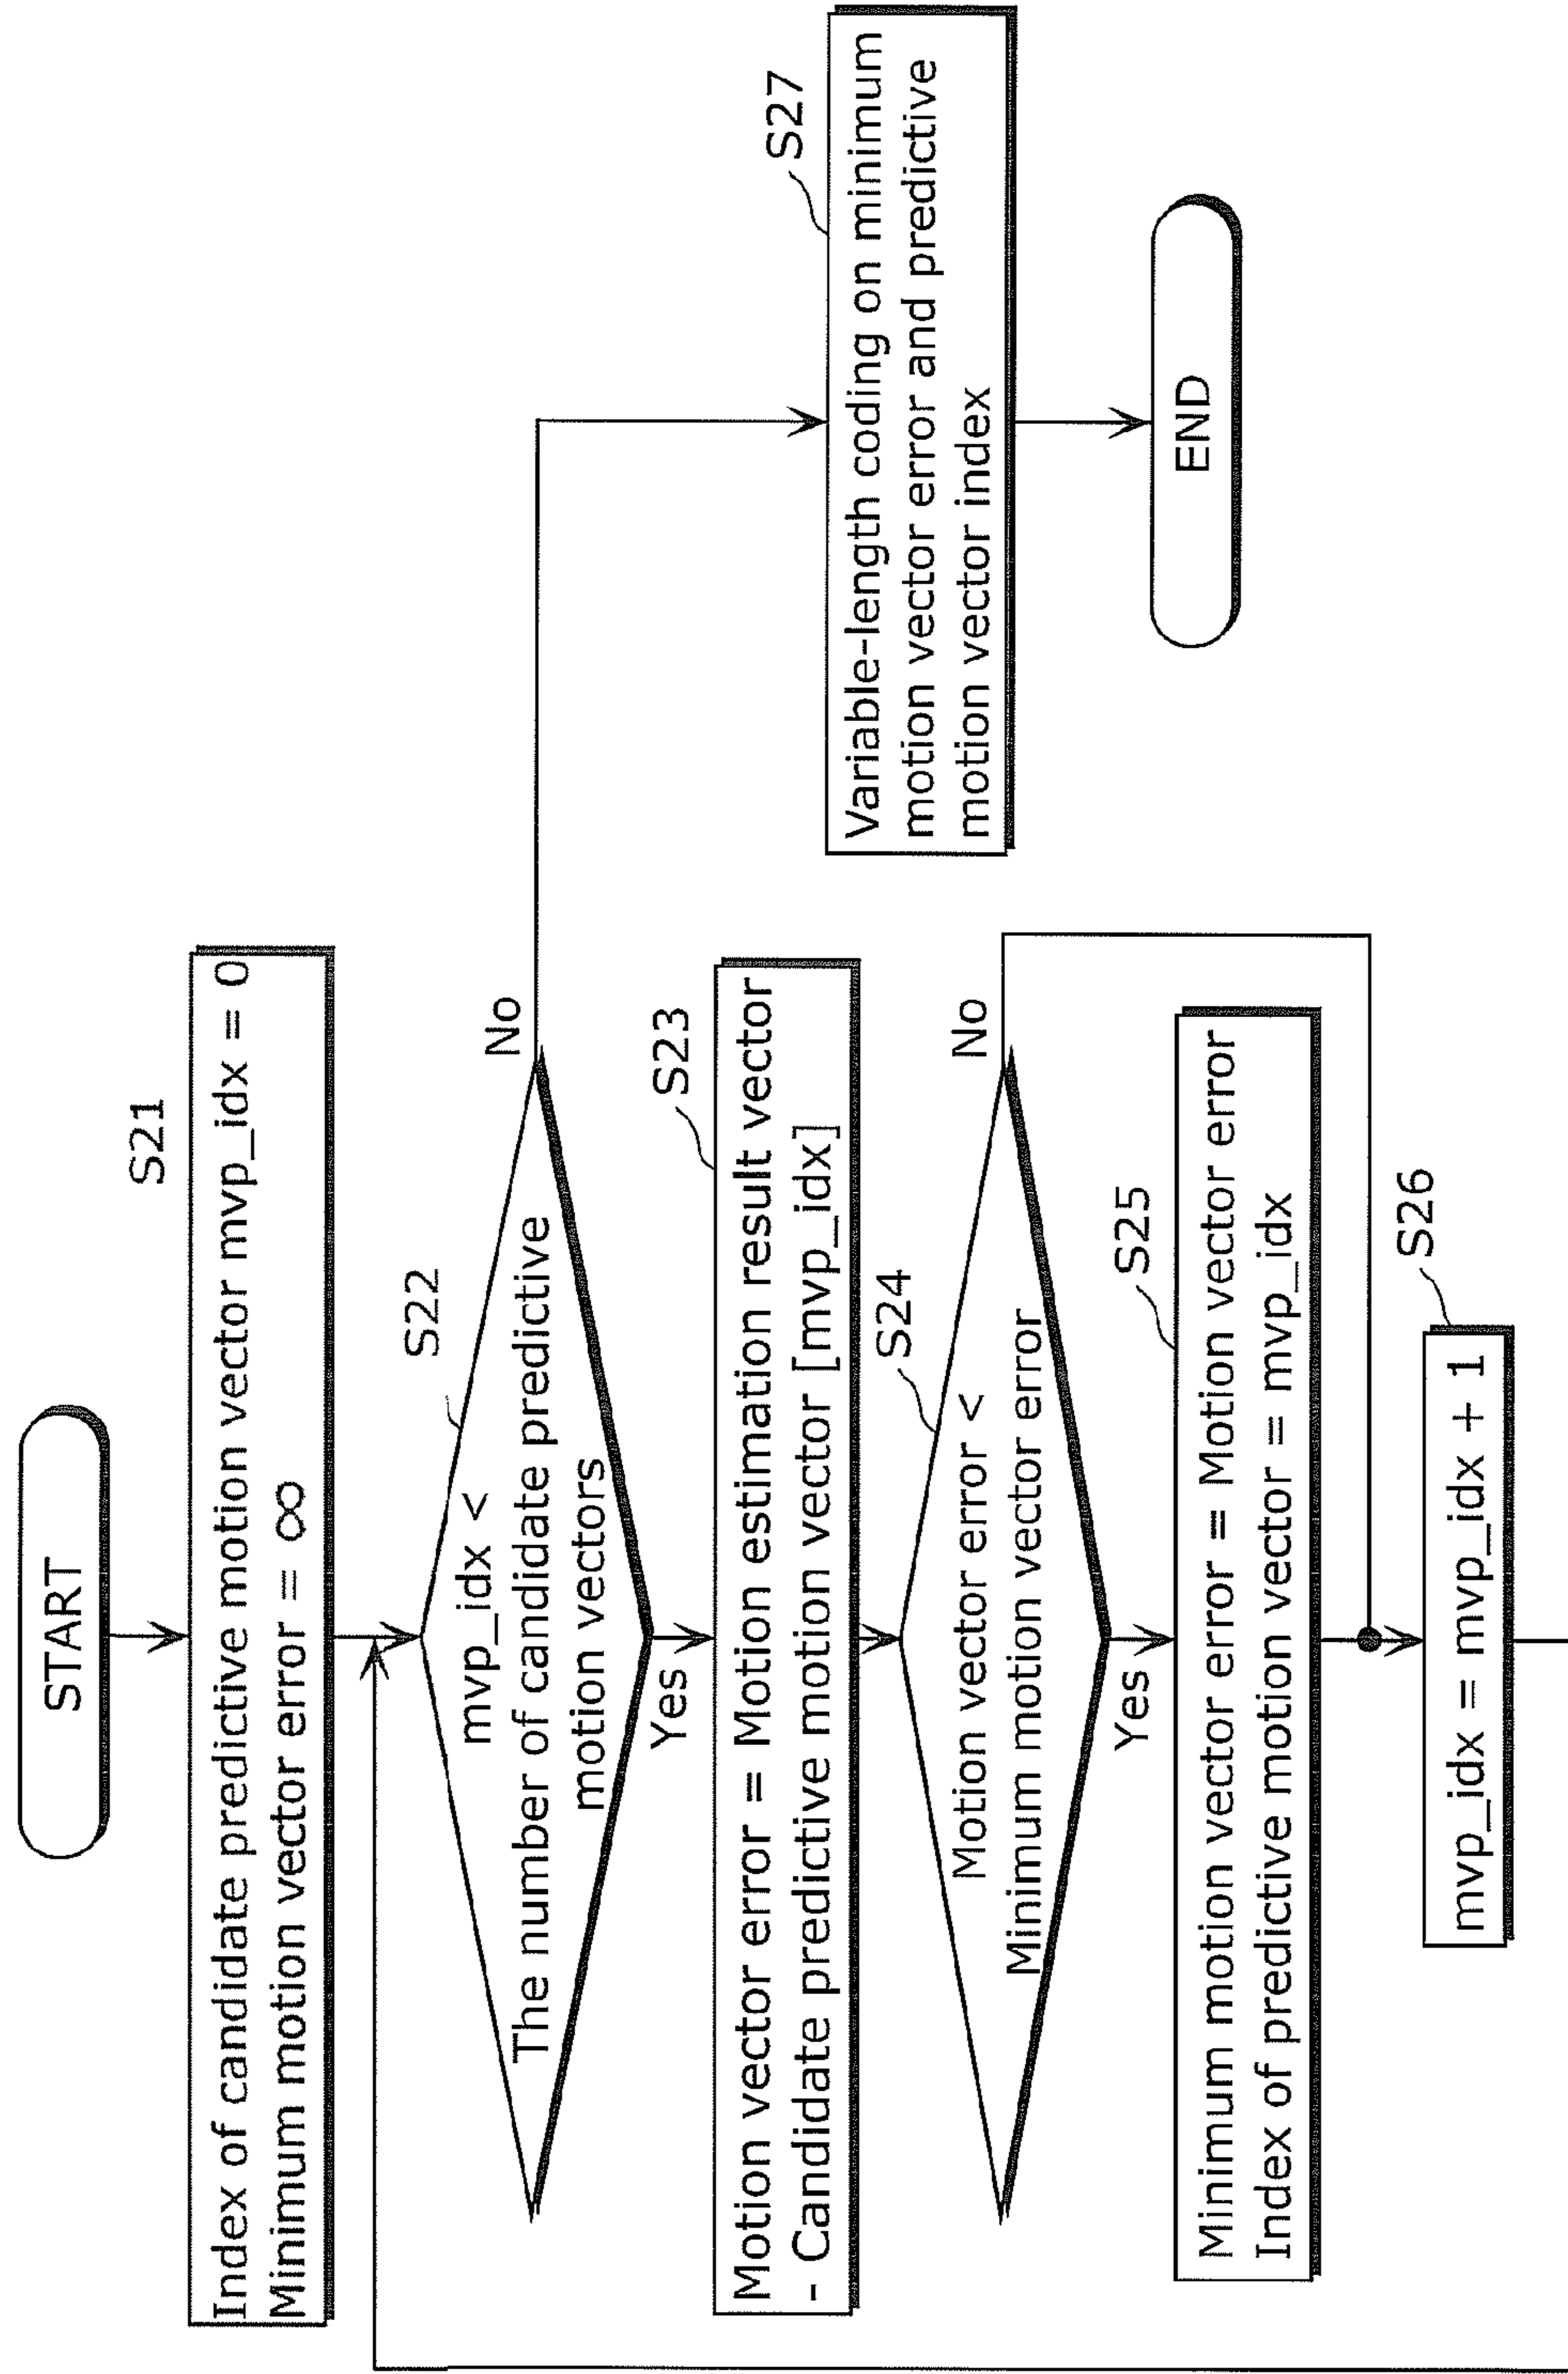 START
S21
Index of candidate predictive motion vector mvp_idx = 0
Minimum motion vector error = ∞
S22
mvp_idx <
The number of candidate predictive
motion vectors
No
Yes
S23
Motion vector error = Motion estimation result vector
- Candidate predictive motion vector [mvp_idx]
S24
Motion vector error <
Minimum motion vector error
No
Yes
S25
Minimum motion vector error = Motion vector error
Index of predictive motion vector = mvp_idx
S26
mvp_idx = mvp_idx + 1
S27
Variable-length coding on minimum
motion vector error and predictive
motion vector index
END